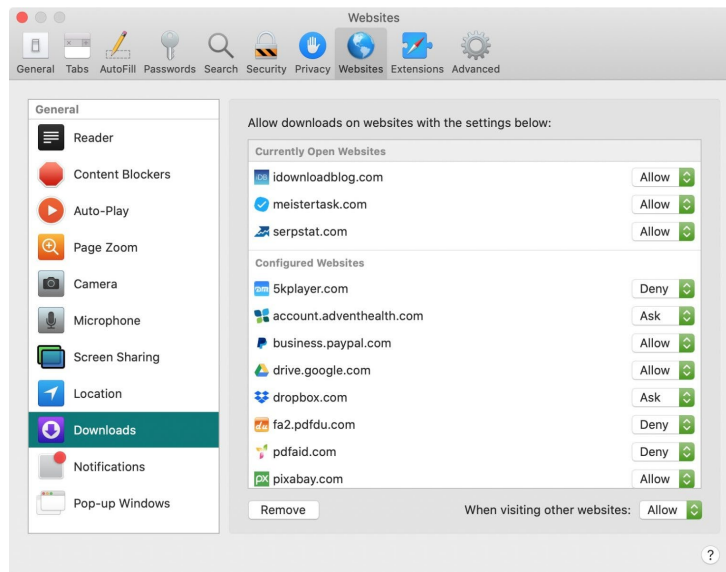 Websites
General Tabs AutoFill Passwords Search Security Privacy Websites Extensions Advanced
General
Reader
Content Blockers
Auto-Play
Page Zoom
Camera
Microphone
Screen Sharing
Location
Downloads
Notifications
Pop-up Windows
Allow downloads on websites with the settings below:
Currently Open Websites
idownloadblog.com Allow
meistertask.com Allow
serpstat.com Allow
Configured Websites
5kplayer.com Deny
account.adventhealth.com Ask
business.paypal.com Allow
drive.google.com Allow
dropbox.com Ask
fa2.pdfdu.com Deny
pdfaid.com Deny
pixabay.com Allow
Remove When visiting other websites: Allow
?